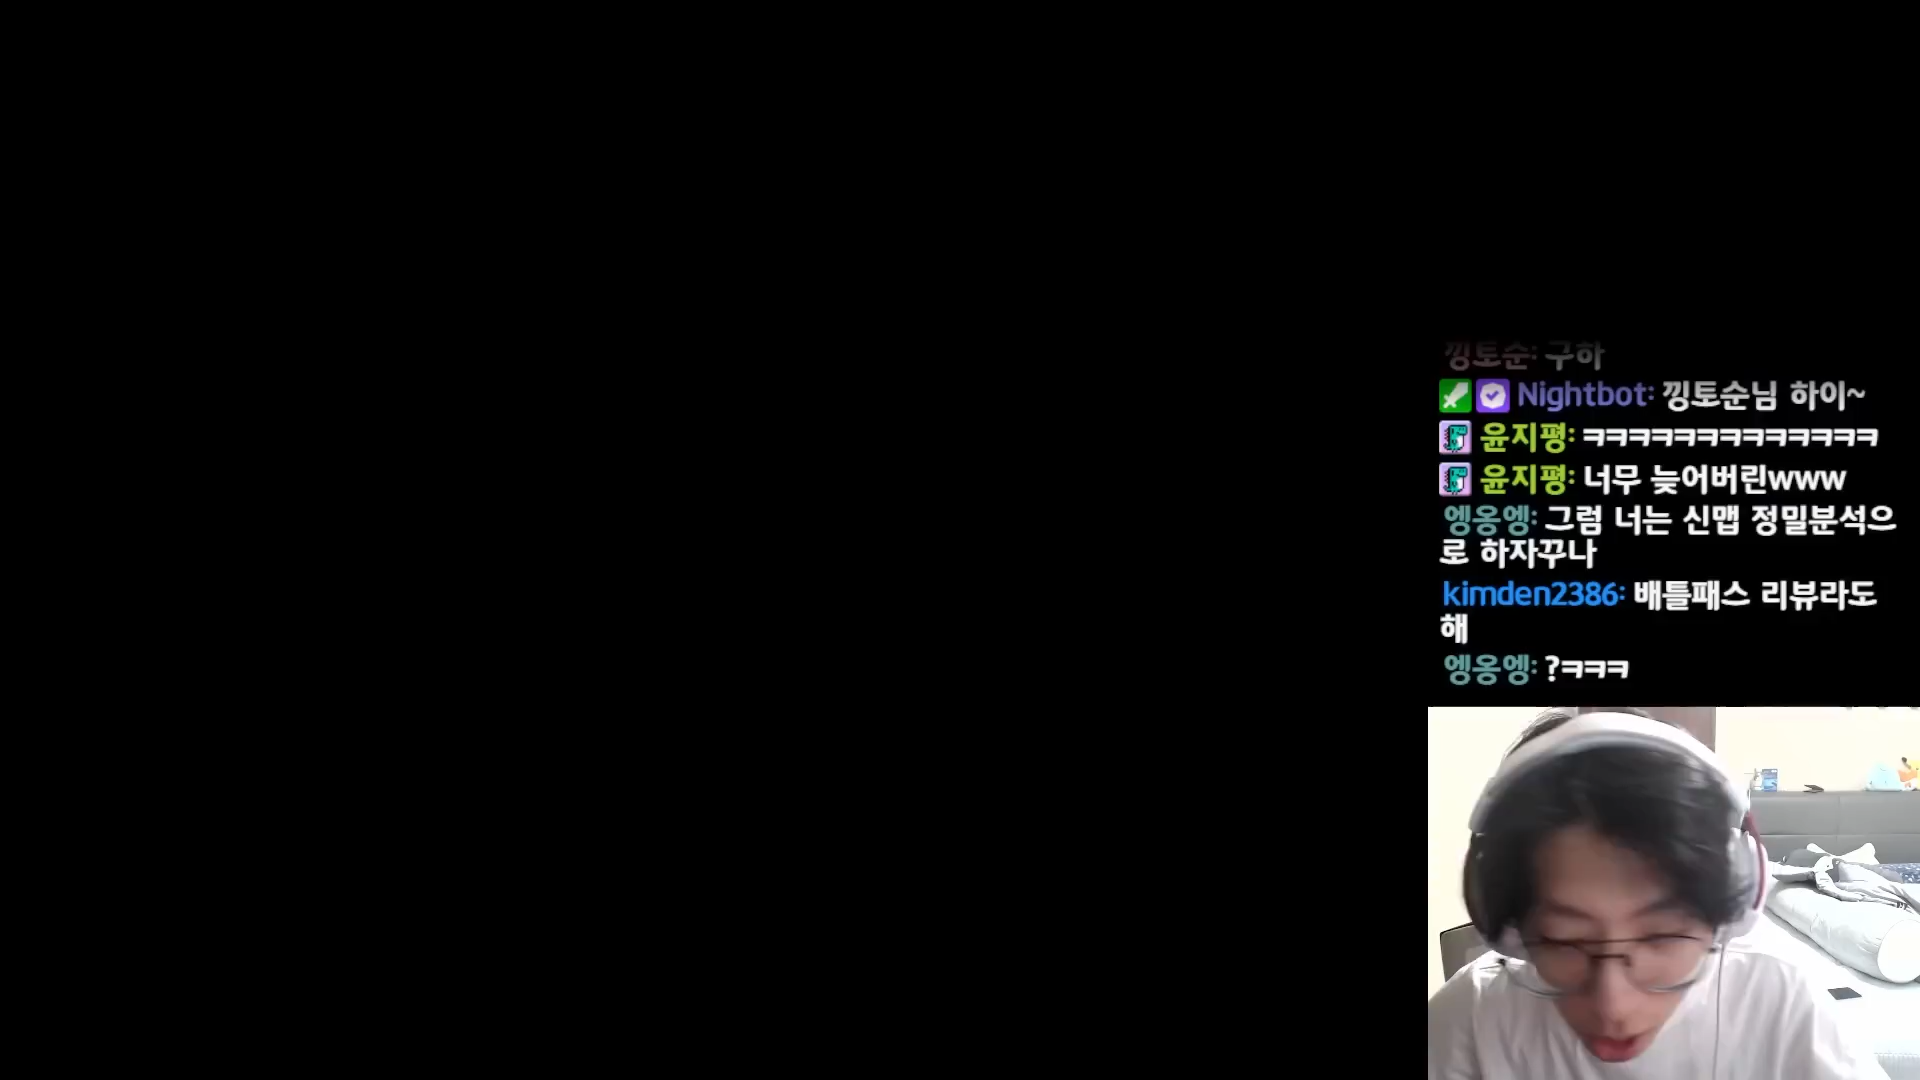 낑토순: 구하
Nightbot: 낑토순님 하이~
윤지평: ㅋㅋㅋㅋㅋㅋㅋㅋㅋㅋㅋㅋㅋ
윤지평: 너무 늦어버린www
엥옹엥: 그럼 너는 신맵 정밀분석으
로 하자꾸나
kimden2386: 배틀패스 리뷰라도
해
엥옹엥: ?ㅋㅋㅋ